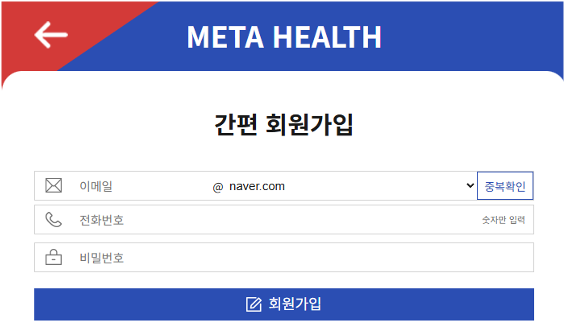 META HEALTH
간편 회원가입
이메일 @ naver.com 중복확인
전화번호 숫자만 입력
비밀번호
회원가입